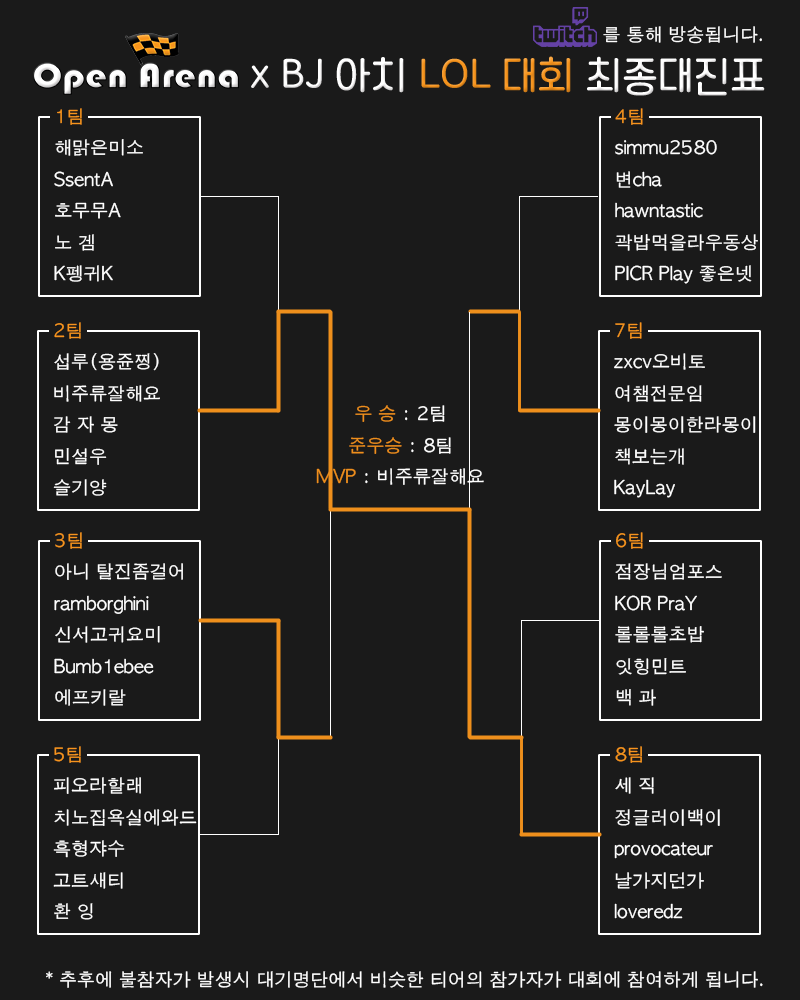 twitch 를 통해 방송됩니다.
Open Arena x BJ 아치 LOL 대회 최종대진표
1팀
해맑은미소
SsentA
호무무A
노 겜
K펭귀K
2팀
섭루(용쥰찡)
비주류잘해요
감 자 몽
민설우
슬기양
3팀
아니 탈진좀걸어
ramborghini
신서고귀요미
Bumb1ebee
에프키랄
5팀
피오라할래
치노집욕실에와드
흑형쟈수
고트새티
환 잉
우 승 : 2팀
준우승 : 8팀
MVP : 비주류잘해요
4팀
simmu2580
변cha
hawntastic
곽밥먹을라우동상
PICR Play 좋은넷
7팀
zxcv오비토
여챔전문임
몽이몽이한라몽이
책보는개
KayLay
6팀
점장님엄포스
KOR PraY
롤롤롤초밥
잇힝민트
백 과
8팀
세 직
정글러이백이
provocateur
날가지던가
loveredz
* 추후에 불참자가 발생시 대기명단에서 비슷한 티어의 참가자가 대회에 참여하게 됩니다.